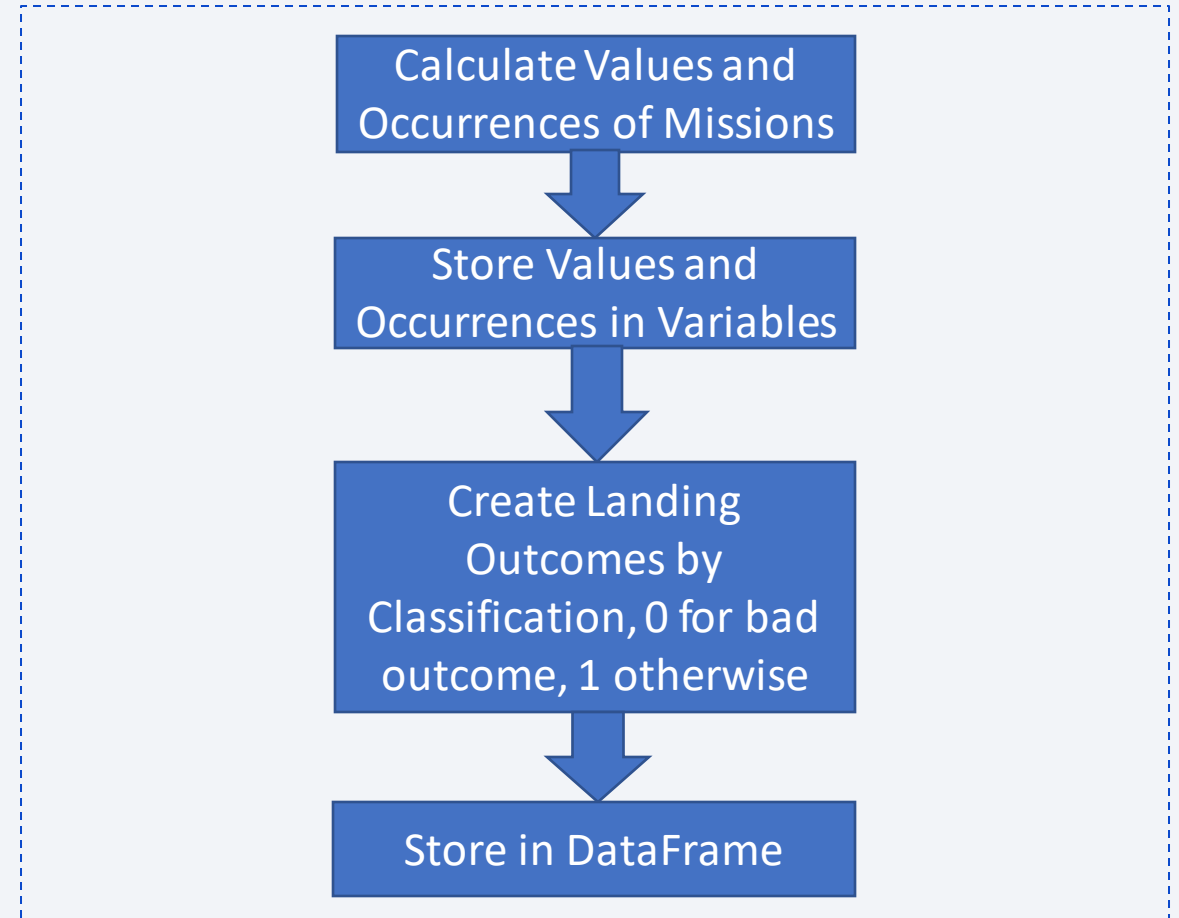 Calculate Values and
Occurrences of Missions
Store Values and
Occurrences in Variables
Create Landing
Outcomes by
Classification, 0 for bad
outcome, 1 otherwise
Store in DataFrame